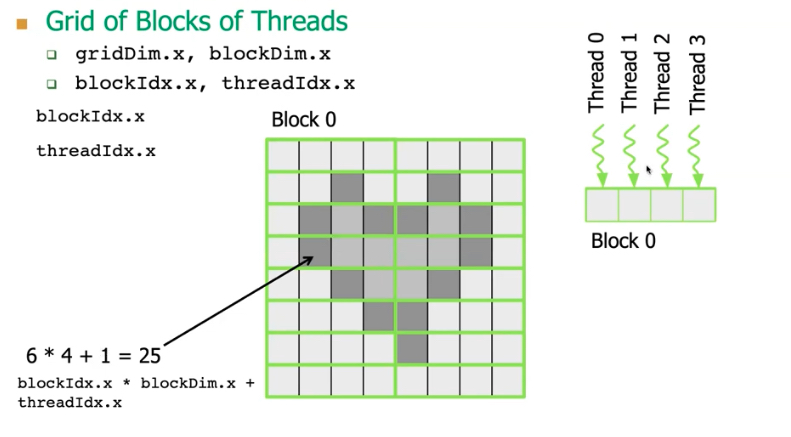 Grid of Blocks of Threads
gridDim.x, blockDim.x
blockIdx.x, threadIdx.x
blockIdx.x
threadIdx.x
Block 0
6 * 4 + 1 = 25
blockIdx.x * blockDim.x +
threadIdx.x
Thread 0
Thread 1
Thread 2
Thread 3
Block 0